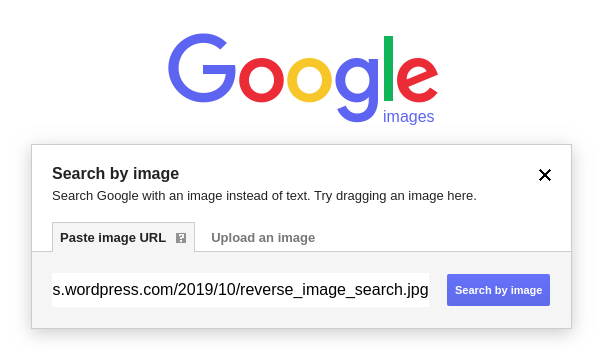 Google
images
Search by image
Search Google with an image instead of text. Try dragging an image here.
Paste image URL ? Upload an image
s.wordpress.com/2019/10/reverse_image_search.jpg Search by image